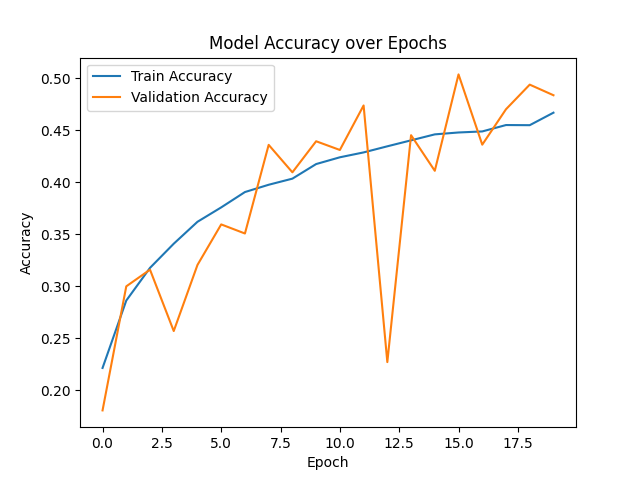 Model Accuracy over Epochs
Train Accuracy
Validation Accuracy
Accuracy
0.50
0.45
0.40
0.35
0.30
0.25
0.20
0.0 2.5 5.0 7.5 10.0 12.5 15.0 17.5
Epoch